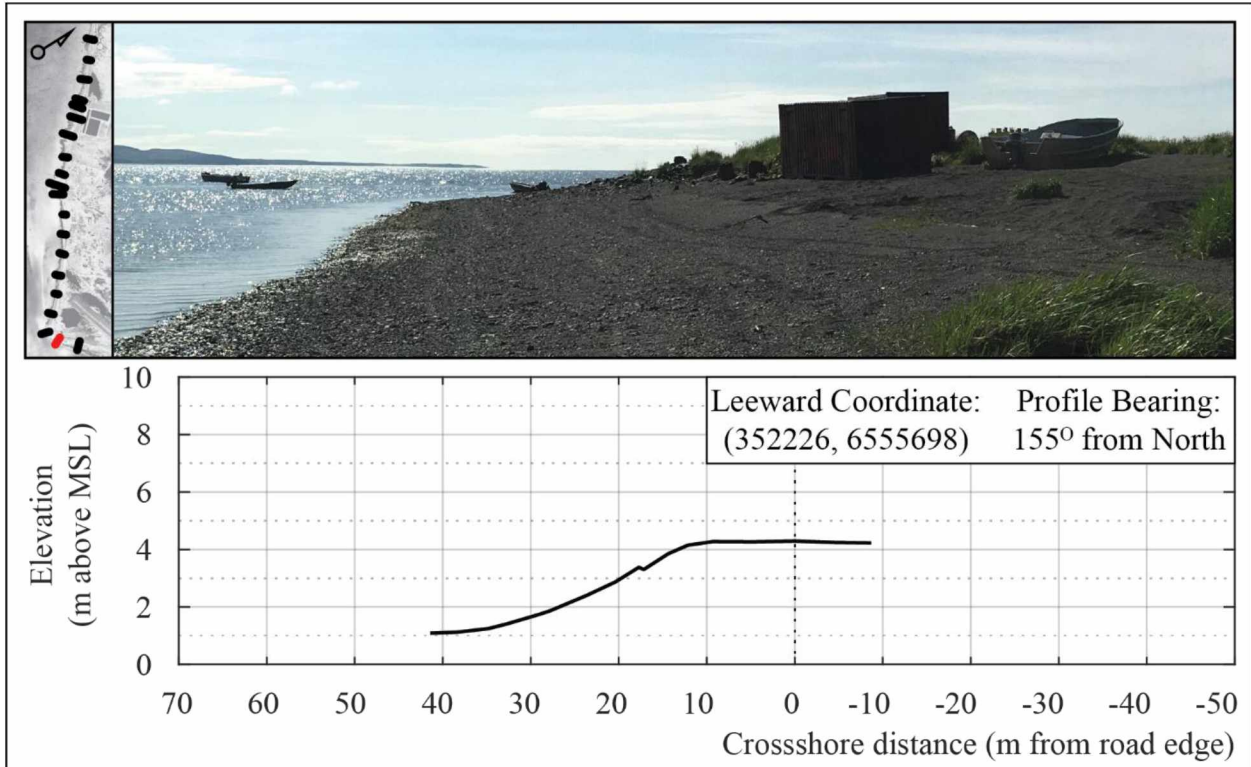 10
8
6
4
2
0
Elevation
(m above MSL)
Leeward Coordinate: Profile Bearing:
(352226, 6555698) 155° from North
70 60 50 40 30 20 10 0 -10 -20 -30 -40 -50
Crossshore distance (m from road edge)